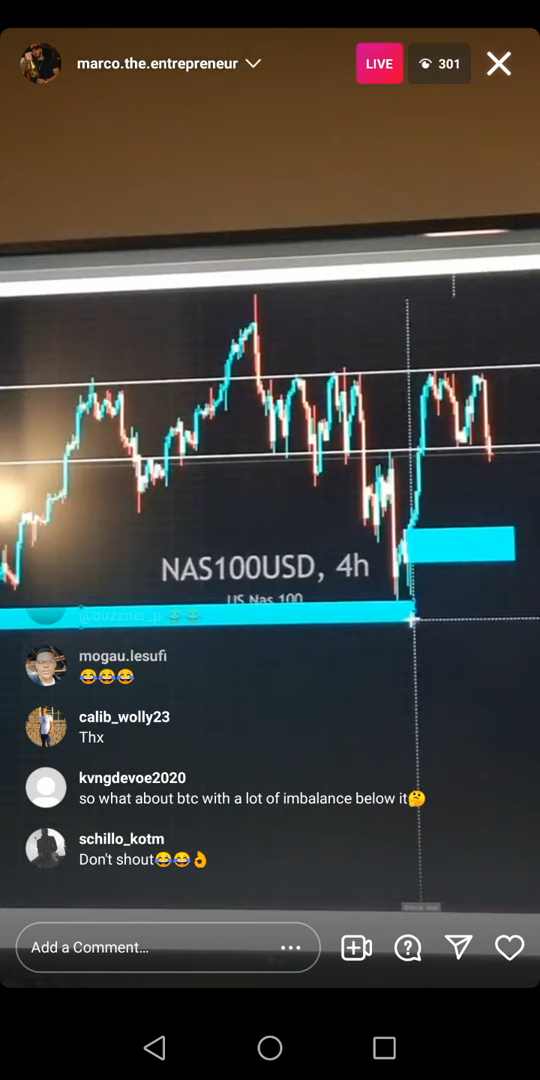 marco.the.entrepreneur
LIVE
301
NAS100USD, 4h
US Nas 100
@buzzner_p 😂😂
mogau.lesufi
😂😂😂
calib_wolly23
Thx
kvngdevoe2020
so what about btc with a lot of imbalance below it🤔
schillo_kotm
Don't shout😂😂👌
Add a Comment...